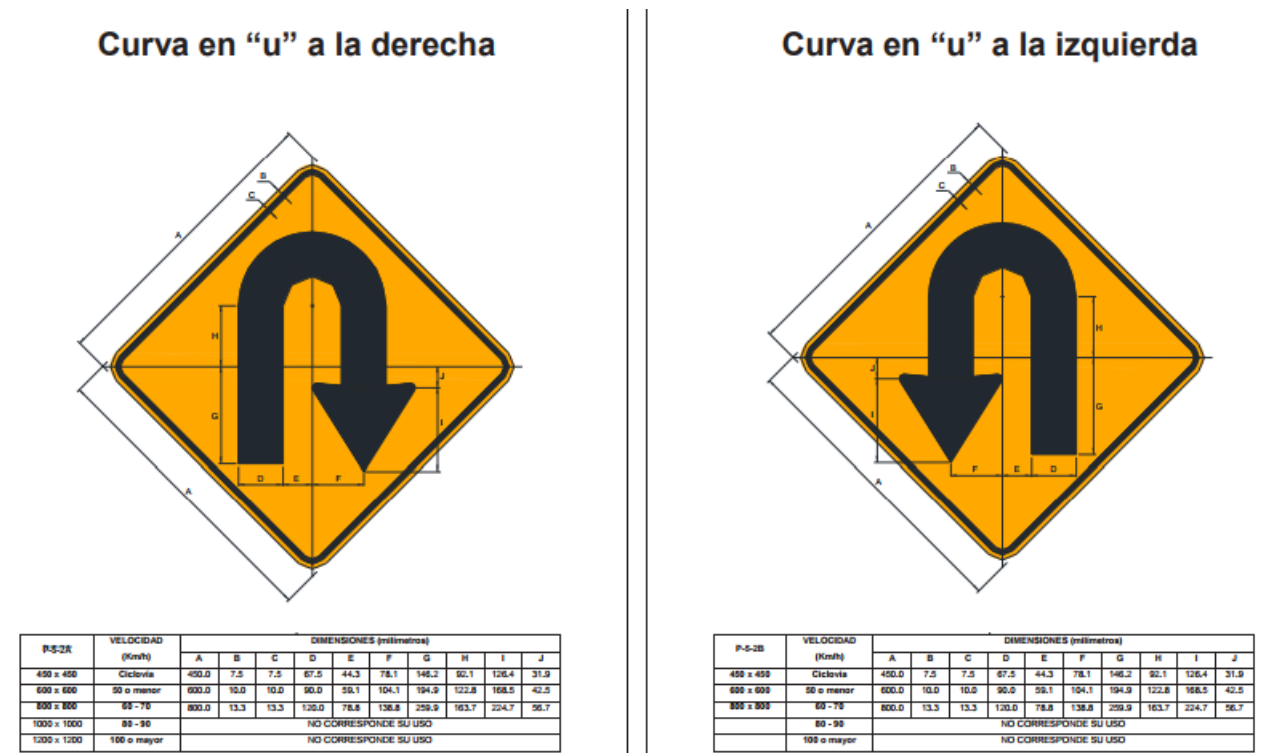 Curva en “u” a la derecha
B
C
A
H
J
G
I
D E F
A
P-5-2A VELOCIDAD (Km/h) DIMENSIONES (milímetros)
A B C D E F G H I J
450 x 450 Ciclovía 450.0 7.5 7.5 67.5 44.3 78.1 146.2 92.1 126.4 31.9
600 x 600 50 o menor 600.0 10.0 10.0 90.0 59.1 104.1 194.9 122.8 168.5 42.5
800 x 800 60 - 70 800.0 13.3 13.3 120.0 78.8 138.8 259.9 163.7 224.7 56.7
1000 x 1000 80 - 90 NO CORRESPONDE SU USO
1200 x 1200 100 o mayor NO CORRESPONDE SU USO
Curva en “u” a la izquierda
B
C
A
H
J
G
I
F E D
A
P-5-2B VELOCIDAD (Km/h) DIMENSIONES (milímetros)
A B C D E F G H I J
450 x 450 Ciclovía 450.0 7.5 7.5 67.5 44.3 78.1 146.2 92.1 126.4 31.9
600 x 600 50 o menor 600.0 10.0 10.0 90.0 59.1 104.1 194.9 122.8 168.5 42.5
800 x 800 60 - 70 800.0 13.3 13.3 120.0 78.8 138.8 259.9 163.7 224.7 56.7
80 - 90 NO CORRESPONDE SU USO
100 o mayor NO CORRESPONDE SU USO